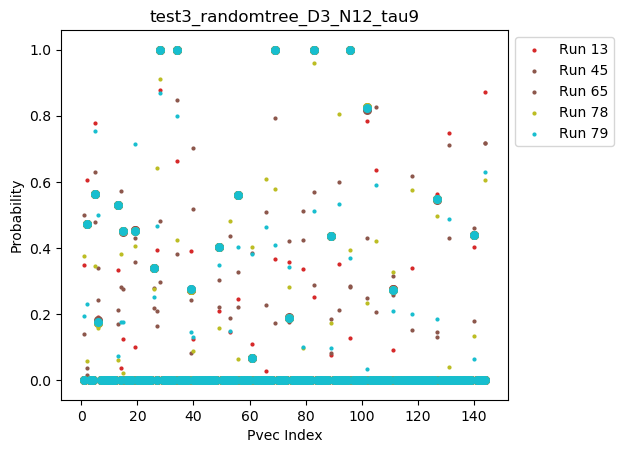 test3_randomtree_D3_N12_tau9
Run 13
Run 45
Run 65
Run 78
Run 79
1.0
0.8
0.6
0.4
0.2
0.0
Probability
0 20 40 60 80 100 120 140
Pvec Index